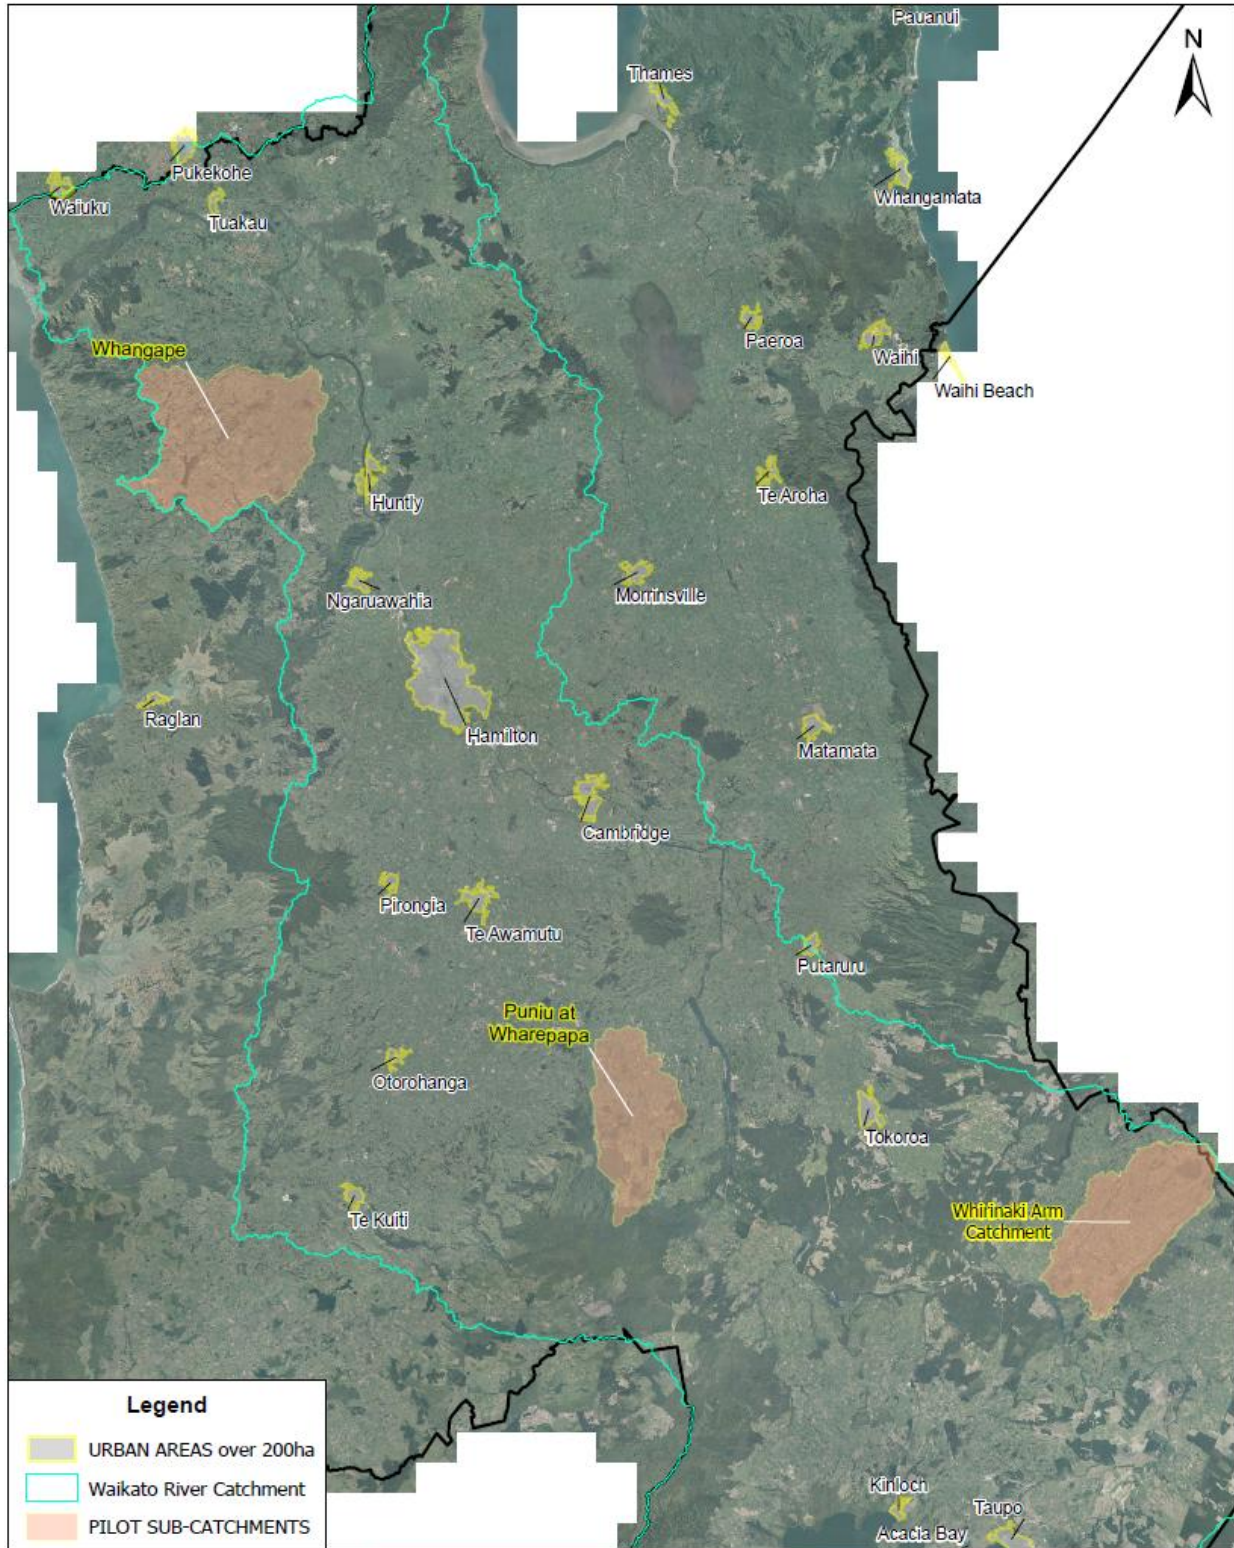 Pauanui
N
Thames
Pukekohe
Waiuku
Tuakau
Whangamata
Paeroa
Waihi
Whangape
Waihi Beach
Huntly
Te Aroha
Ngaruawahia
Morrinsville
Raglan
Hamilton
Matamata
Cambridge
Pirongia
Te Awamutu
Putaruru
Puniu at
Wharepapa
Otorohanga
Tokoroa
Te Kuiti
Whirinaki Arm
Catchment
Legend
URBAN AREAS over 200ha
Waikato River Catchment
PILOT SUB-CATCHMENTS
Kinloch
Taupo
Acacia Bay